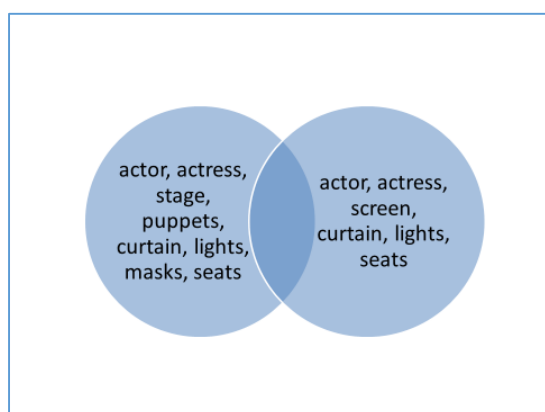 actor, actress,
stage,
puppets,
curtain, lights,
masks, seats
actor, actress,
screen,
curtain, lights,
seats